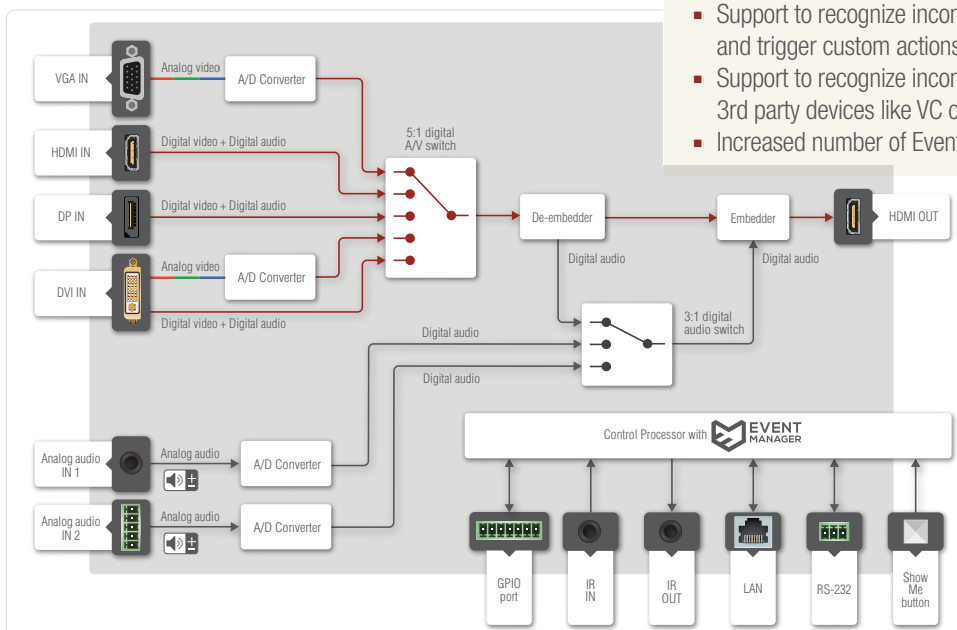 ▪ Support to recognize
and trigger custom actions
▪ Support to recognize
3rd party devices like VC
▪ Increased number of
VGA IN
Analog video
A/D Converter
HDMI IN
Digital video + Digital audio
5:1 digital
A/V switch
DP IN
Digital video + Digital audio
De-embedder
Embedder
HDMI OUT
DVI IN
Analog video
A/D Converter
Digital video + Digital audio
Digital audio
Digital audio
Digital audio
3:1 digital
audio switch
Digital audio
Control Processor with EVENT
MANAGER
Analog audio
IN 1
Analog audio
A/D Converter
Analog audio
IN 2
Analog audio
A/D Converter
GPIO
port
IR
IN
IR
OUT
LAN
RS-232
Show
Me
button